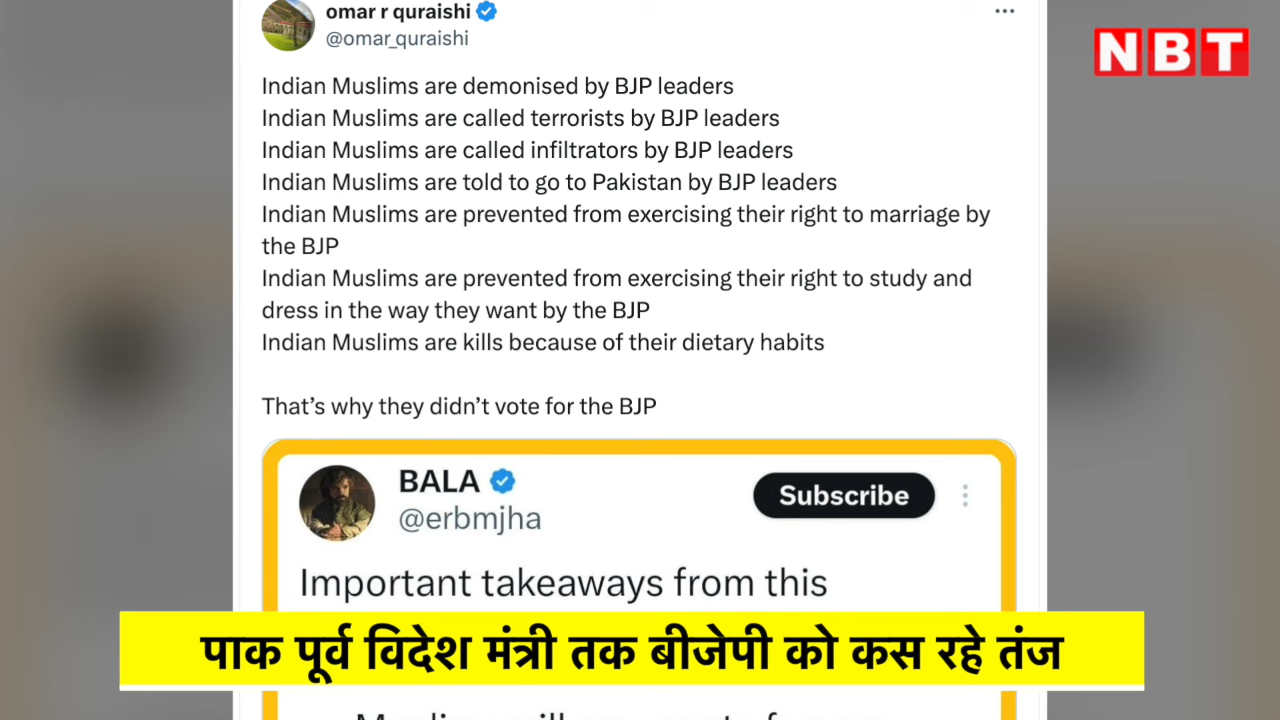 omar r quraishi
@omar_quraishi
NBT
Indian Muslims are demonised by BJP leaders
Indian Muslims are called terrorists by BJP leaders
Indian Muslims are called infiltrators by BJP leaders
Indian Muslims are told to go to Pakistan by BJP leaders
Indian Muslims are prevented from exercising their right to marriage by
the BJP
Indian Muslims are prevented from exercising their right to study and
dress in the way they want by the BJP
Indian Muslims are kills because of their dietary habits
That's why they didn't vote for the BJP
BALA
Subscribe
@erbmjha
Important takeaways from this
पाक पूर्व विदेश मंत्री तक बीजेपी को कस रहे तंज